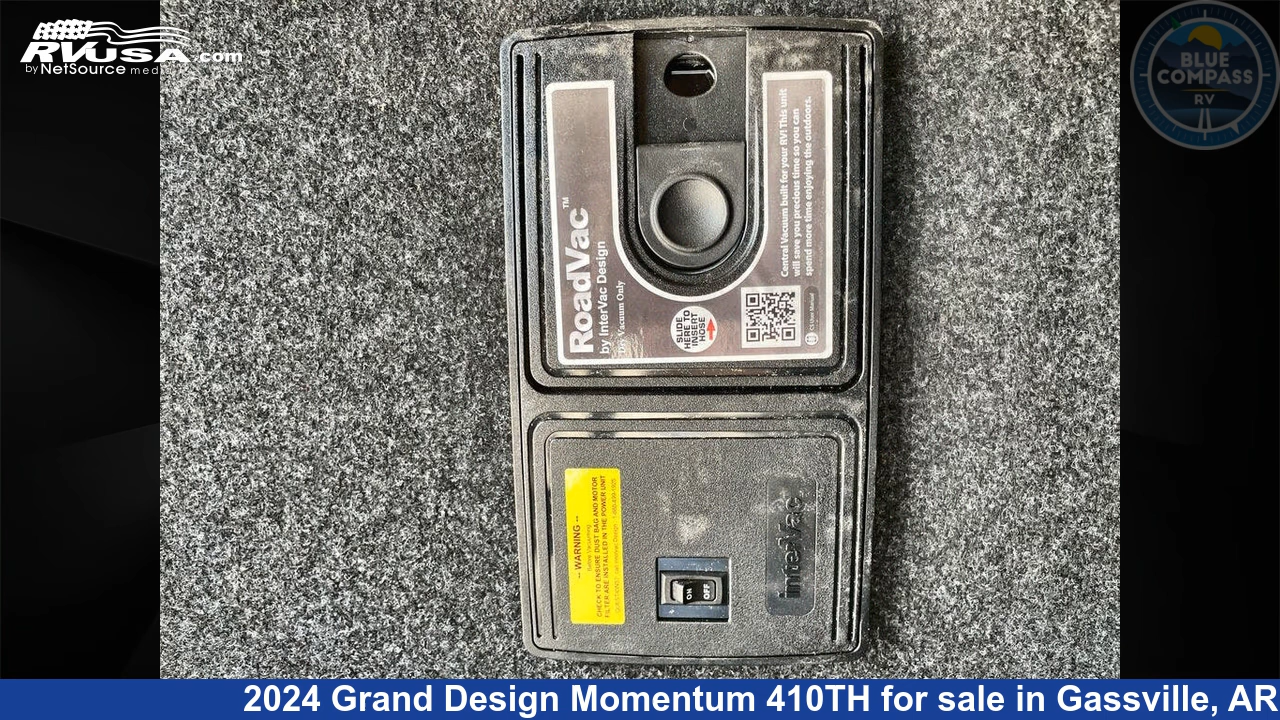 RVUSA.com
by NetSource media
BLUE
COMPASS
RV
RoadVac™
by InterVac Design
Dry Vacuum Only
SLIDE
HERE TO
INSERT
HOSE
Central Vacuum built for your RV! This unit
will save you precious time so you can
spend more time enjoying the outdoors.
-- WARNING --
Before Vacuuming
CHECK TO ENSURE DUST BAG AND MOTOR
FILTER ARE INSTALLED IN THE POWER UNIT
ON
OFF
InterVac
2024 Grand Design Momentum 410TH for sale in Gassville, AR